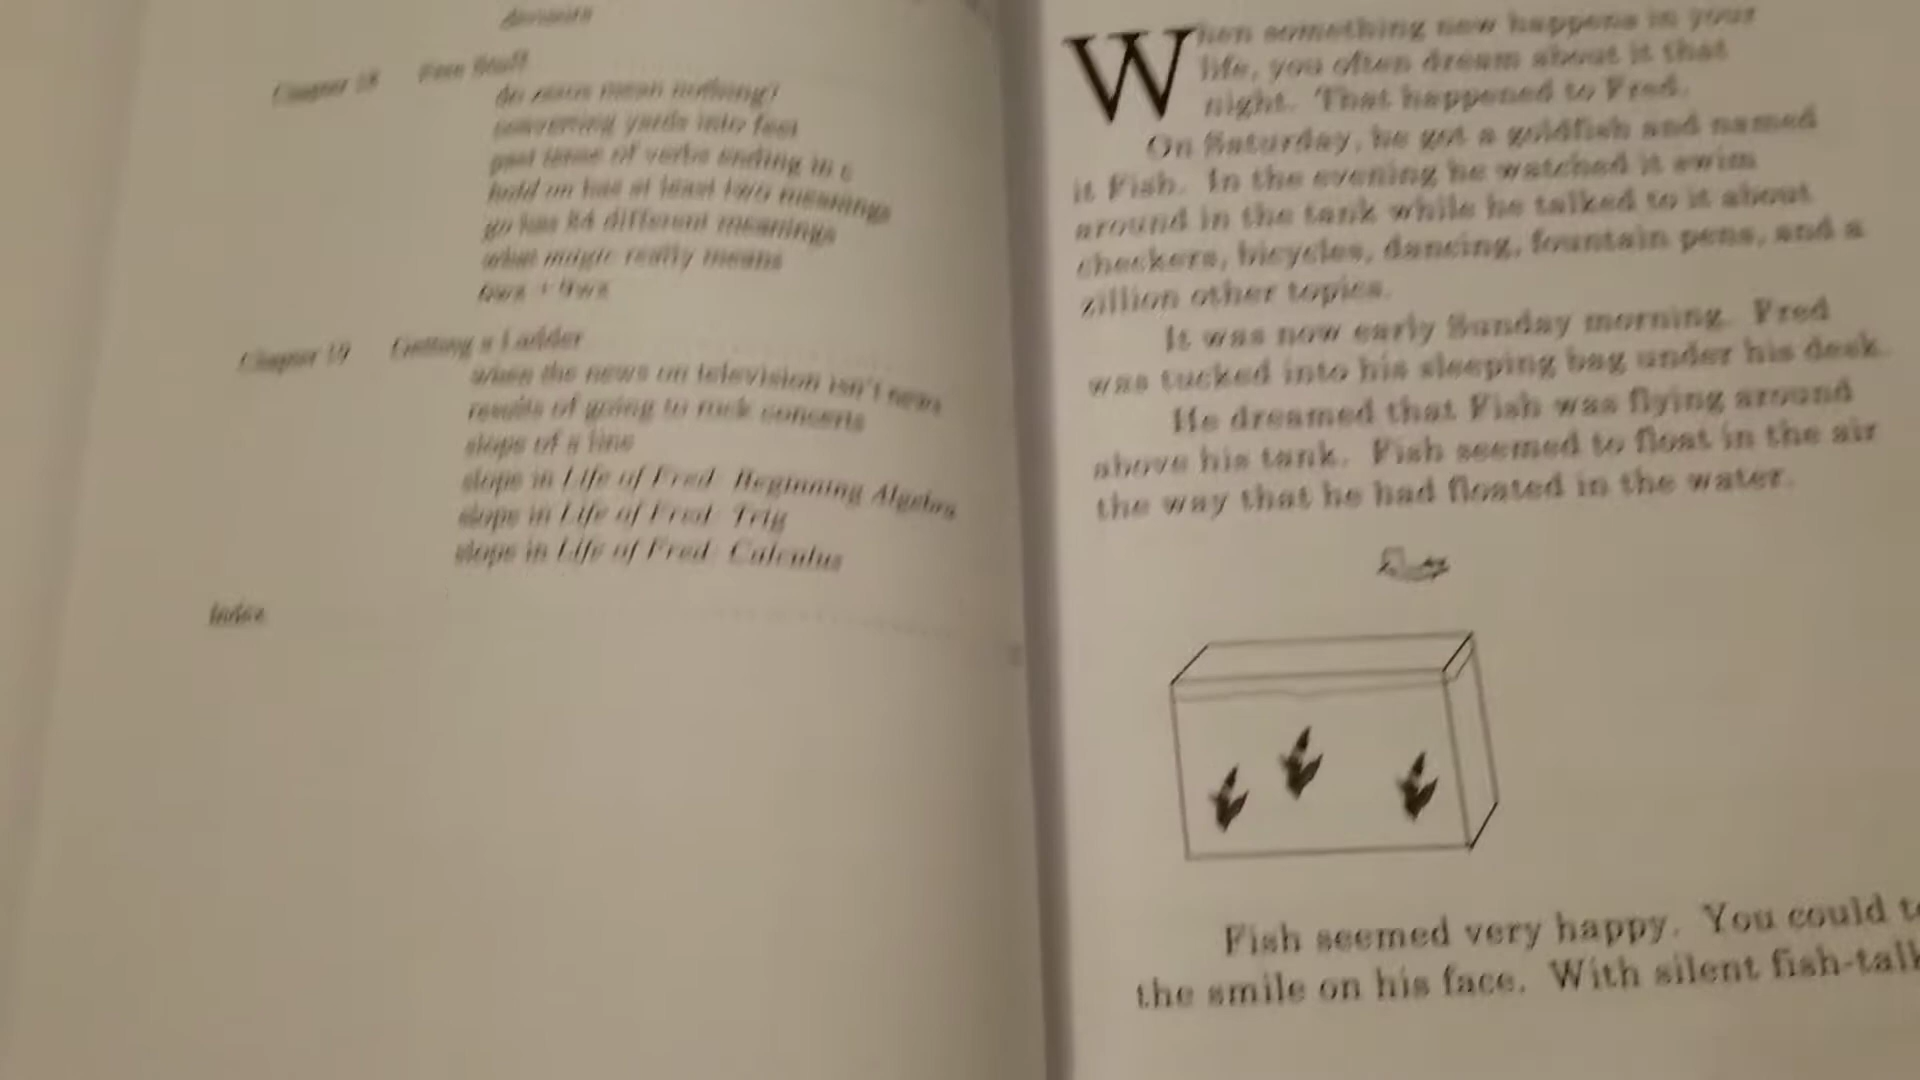 Chapter 18 Free Stuff
do zeros mean nothing?
converting yards into feet
past tense of verbs ending in c
hold on has at least two meanings
go has 84 different meanings
what magic really means
Chapter 19 Getting a Ladder
when the news on television isn't news
results of going to rock concerts
slope of a line
slope in Life of Fred: Beginning Algebra
slope in Life of Fred: Trig
slope in Life of Fred: Calculus
Index
When something new happens in your
life, you often dream about it that
night. That happened to Fred.
On Saturday, he got a goldfish and named
it Fish. In the evening he watched it swim
around in the tank while he talked to it about
checkers, bicycles, dancing, fountain pens, and a
zillion other topics.
It was now early Sunday morning. Fred
was tucked into his sleeping bag under his desk.
He dreamed that Fish was flying around
above his tank. Fish seemed to float in the air
the way that he had floated in the water.
Fish seemed very happy. You could
the smile on his face. With silent fish-talk